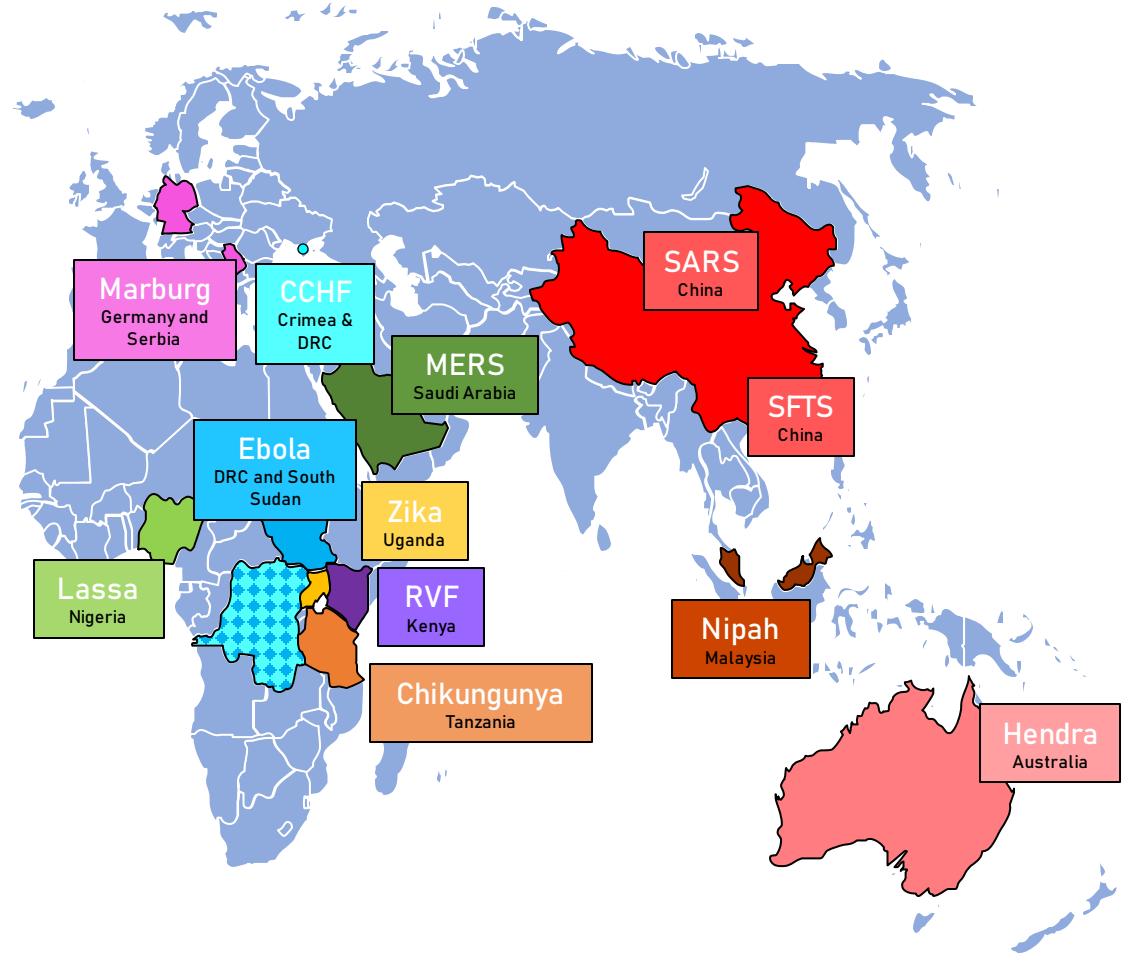 SARS
China
Marburg
Germany and
Serbia
CCHF
Crimea &
DRC
MERS
Saudi Arabia
SFTS
China
Ebola
DRC and South
Sudan
Zika
Uganda
Lassa
Nigeria
RVF
Kenya
Nipah
Malaysia
Chikungunya
Tanzania
Hendra
Australia